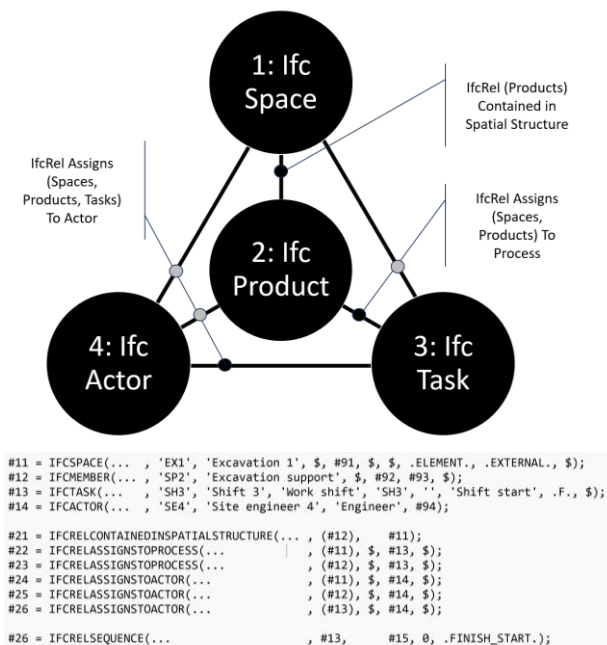 1: Ifc
Space
IfcRel (Products)
Contained in
Spatial Structure
IfcRel Assigns
(Spaces,
Products, Tasks)
To Actor
IfcRel Assigns
(Spaces,
Products) To
Process
2: Ifc
Product
4: Ifc
Actor
3: Ifc
Task
#11 = IFCSPACE(... , 'EX1', 'Excavation 1', $, #91, $, $, .ELEMENT., .EXTERNAL., $);
#12 = IFCMEMBER(... , 'SP2', 'Excavation support', $, #92, #93, $);
#13 = IFCTASK(... , 'SH3', 'Shift 3', 'Work shift', 'SH3', '', 'Shift start', .F., $);
#14 = IFCACTOR(... , 'SE4', 'Site engineer 4', 'Engineer', #94);
#21 = IFCRELCONTAINEDINSPATIALSTRUCTURE(... , (#12), #11);
#22 = IFCRELASSIGNSTOPROCESS(... , (#11), $, #13, $);
#23 = IFCRELASSIGNSTOPROCESS(... , (#12), $, #13, $);
#24 = IFCRELASSIGNSTOACTOR(... , (#11), $, #14, $);
#25 = IFCRELASSIGNSTOACTOR(... , (#12), $, #14, $);
#26 = IFCRELASSIGNSTOACTOR(... , (#13), $, #14, $);
#26 = IFCRELSEQUENCE(... , #13, #15, 0, .FINISH_START.);